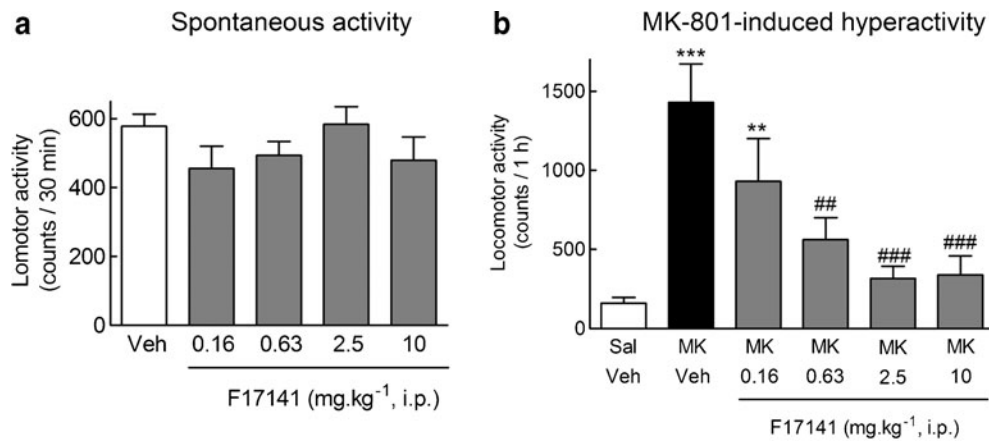 a Spontaneous activity
Lomotor activity
(counts / 30 min)
600
400
200
0
Veh 0.16 0.63 2.5 10
F17141 (mg.kg-1, i.p.)
b MK-801-induced hyperactivity
Locomotor activity
(counts / 1 h)
1500
1000
500
0
***
**
##
###
###
Sal MK MK MK MK MK
Veh Veh 0.16 0.63 2.5 10
F17141 (mg.kg-1, i.p.)